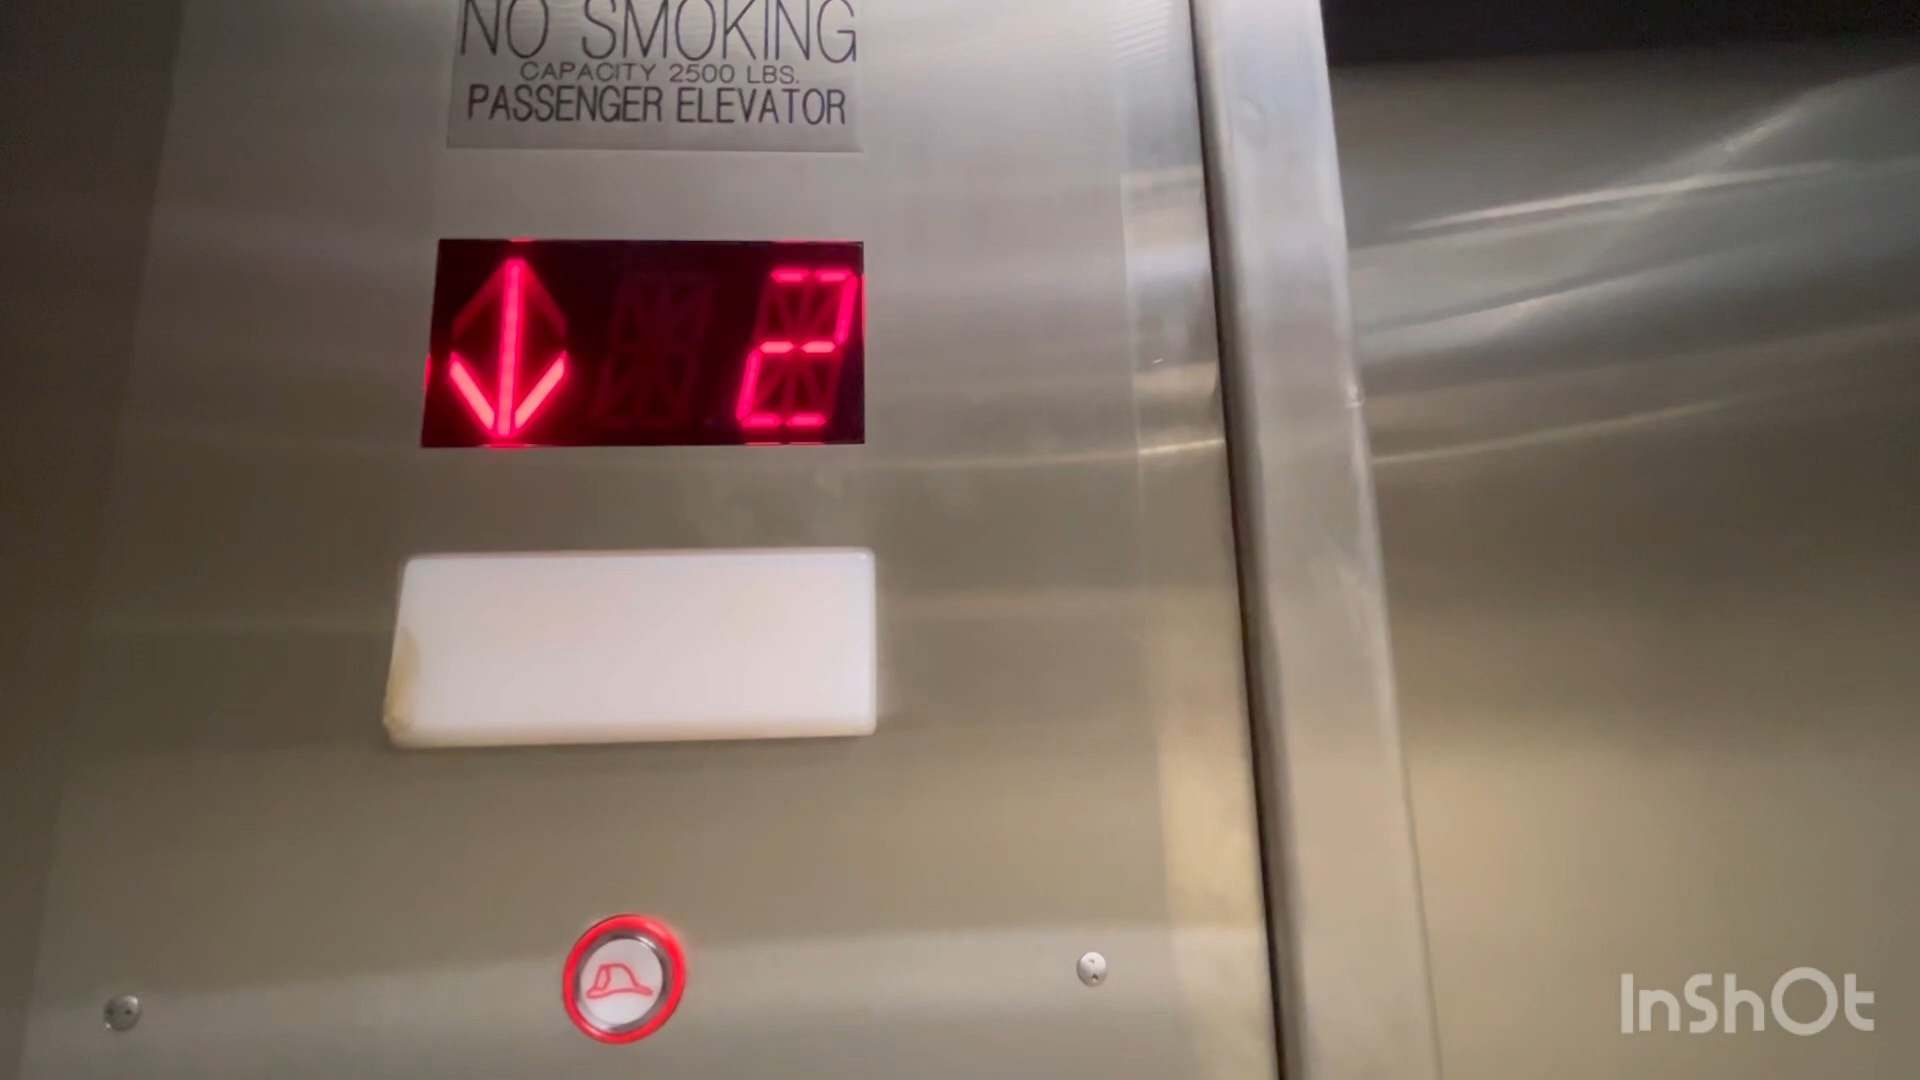 NO SMOKING
CAPACITY 2500 LBS.
PASSENGER ELEVATOR
2
InShOt